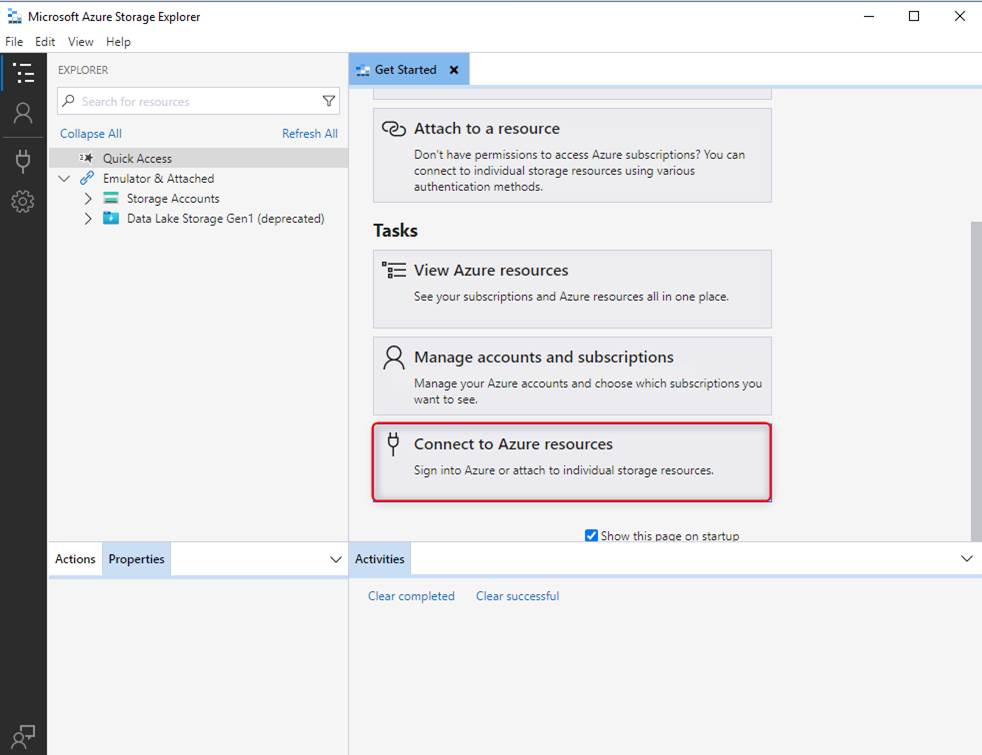 Microsoft Azure Storage Explorer
File Edit View Help
EXPLORER
Search for resources
Collapse All Refresh All
Quick Access
Emulator & Attached
Storage Accounts
Data Lake Storage Gen1 (deprecated)
Get Started
Attach to a resource
Don't have permissions to access Azure subscriptions? You can
connect to individual storage resources using various
authentication methods.
Tasks
View Azure resources
See your subscriptions and Azure resources all in one place.
Manage accounts and subscriptions
Manage your Azure accounts and choose which subscriptions you
want to see.
Connect to Azure resources
Sign into Azure or attach to individual storage resources.
Show this page on startup
Actions Properties
Activities
Clear completed Clear successful